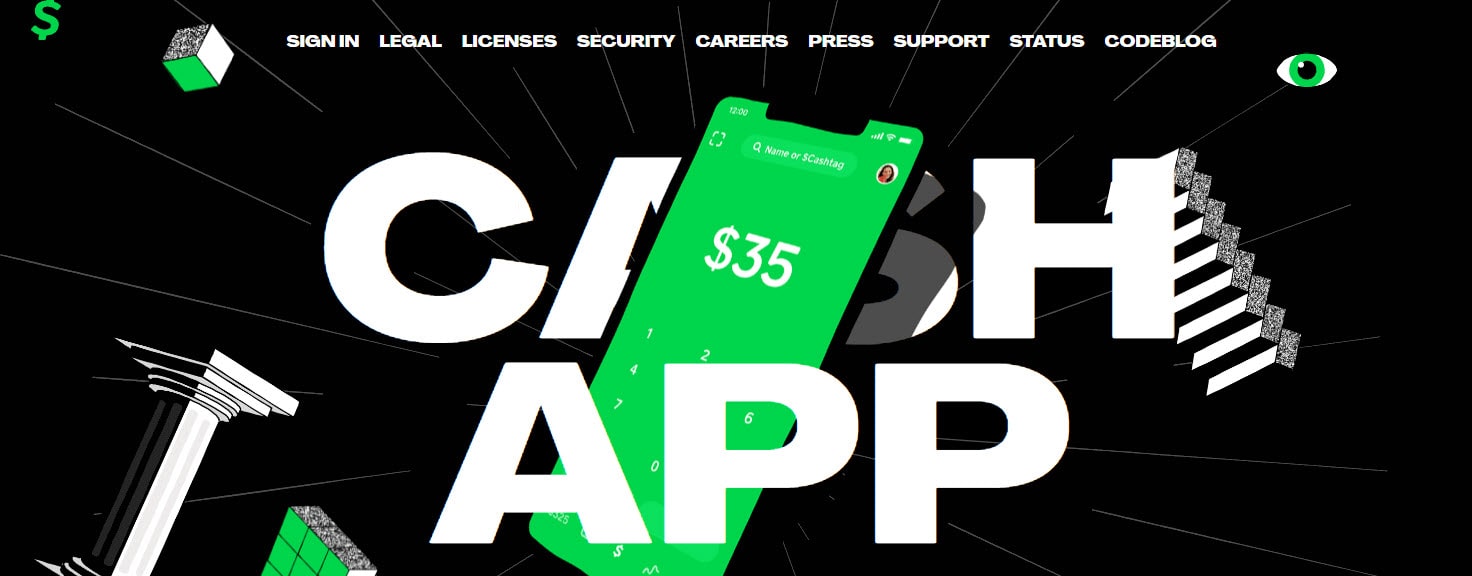 $
SIGN IN LEGAL LICENSES SECURITY CAREERS PRESS SUPPORT STATUS CODEBLOG
12:00
Name or $Cashtag
CASH
$35
1
2
4
7
6
0
APP
$